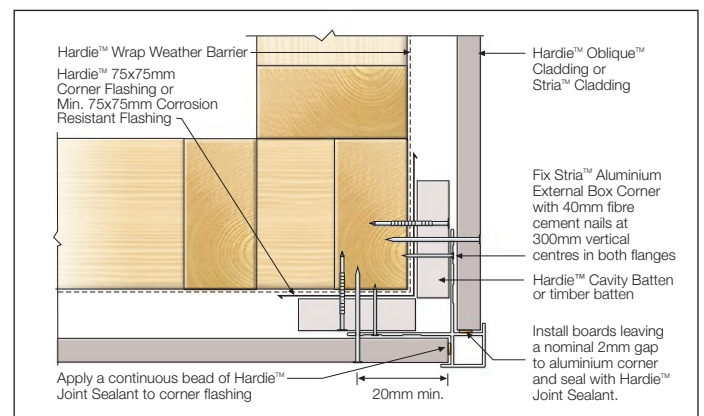 Hardie™ Wrap Weather Barrier
Hardie™ 75x75mm
Corner Flashing or
Min. 75x75mm Corrosion
Resistant Flashing
Hardie™ Oblique™
Cladding or
Stria™ Cladding
Fix Stria™ Aluminium
External Box Corner
with 40mm fibre
cement nails at
300mm vertical
centres in both flanges
Hardie™ Cavity Batten
or timber batten
Install boards leaving
a nominal 2mm gap
to aluminium corner
and seal with Hardie™
Joint Sealant.
Apply a continuous bead of Hardie™
Joint Sealant to corner flashing
20mm min.